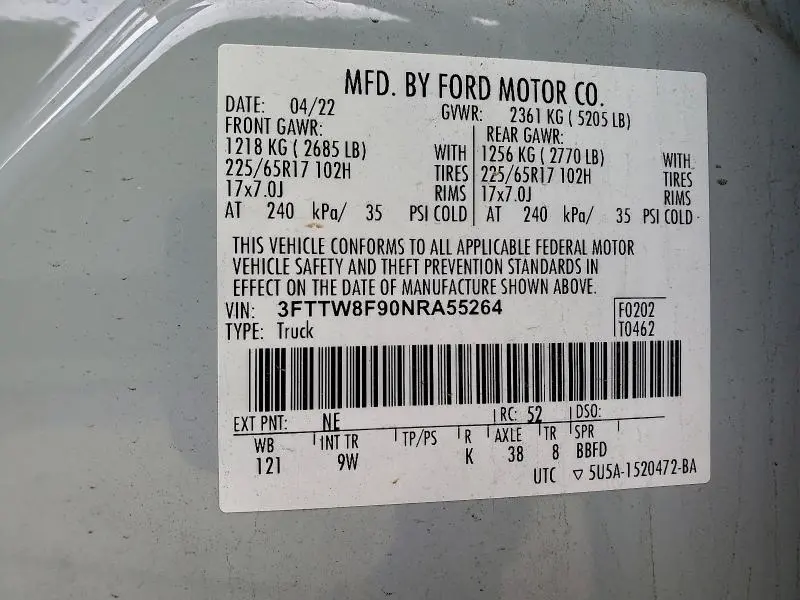 MFD. BY FORD MOTOR CO.
DATE: 04/22 GVWR: 2361 KG ( 5205 LB)
FRONT GAWR: REAR GAWR:
1218 KG ( 2685 LB) WITH 1256 KG ( 2770 LB) WITH
225/65R17 102H TIRES 225/65R17 102H TIRES
17x7.0J RIMS 17x7.0J RIMS
AT 240 kPa/ 35 PSI COLD AT 240 kPa/ 35 PSI COLD
THIS VEHICLE CONFORMS TO ALL APPLICABLE FEDERAL MOTOR
VEHICLE SAFETY AND THEFT PREVENTION STANDARDS IN
EFFECT ON THE DATE OF MANUFACTURE SHOWN ABOVE.
VIN: 3FTTW8F90NRA55264 F0202
TYPE: Truck T0462
EXT PNT: NE RC: 52 DSO:
WB INT TR TP/PS R AXLE TR SPR
121 9W K 38 8 BBFD
UTC ▽ 5U5A-1520472-BA